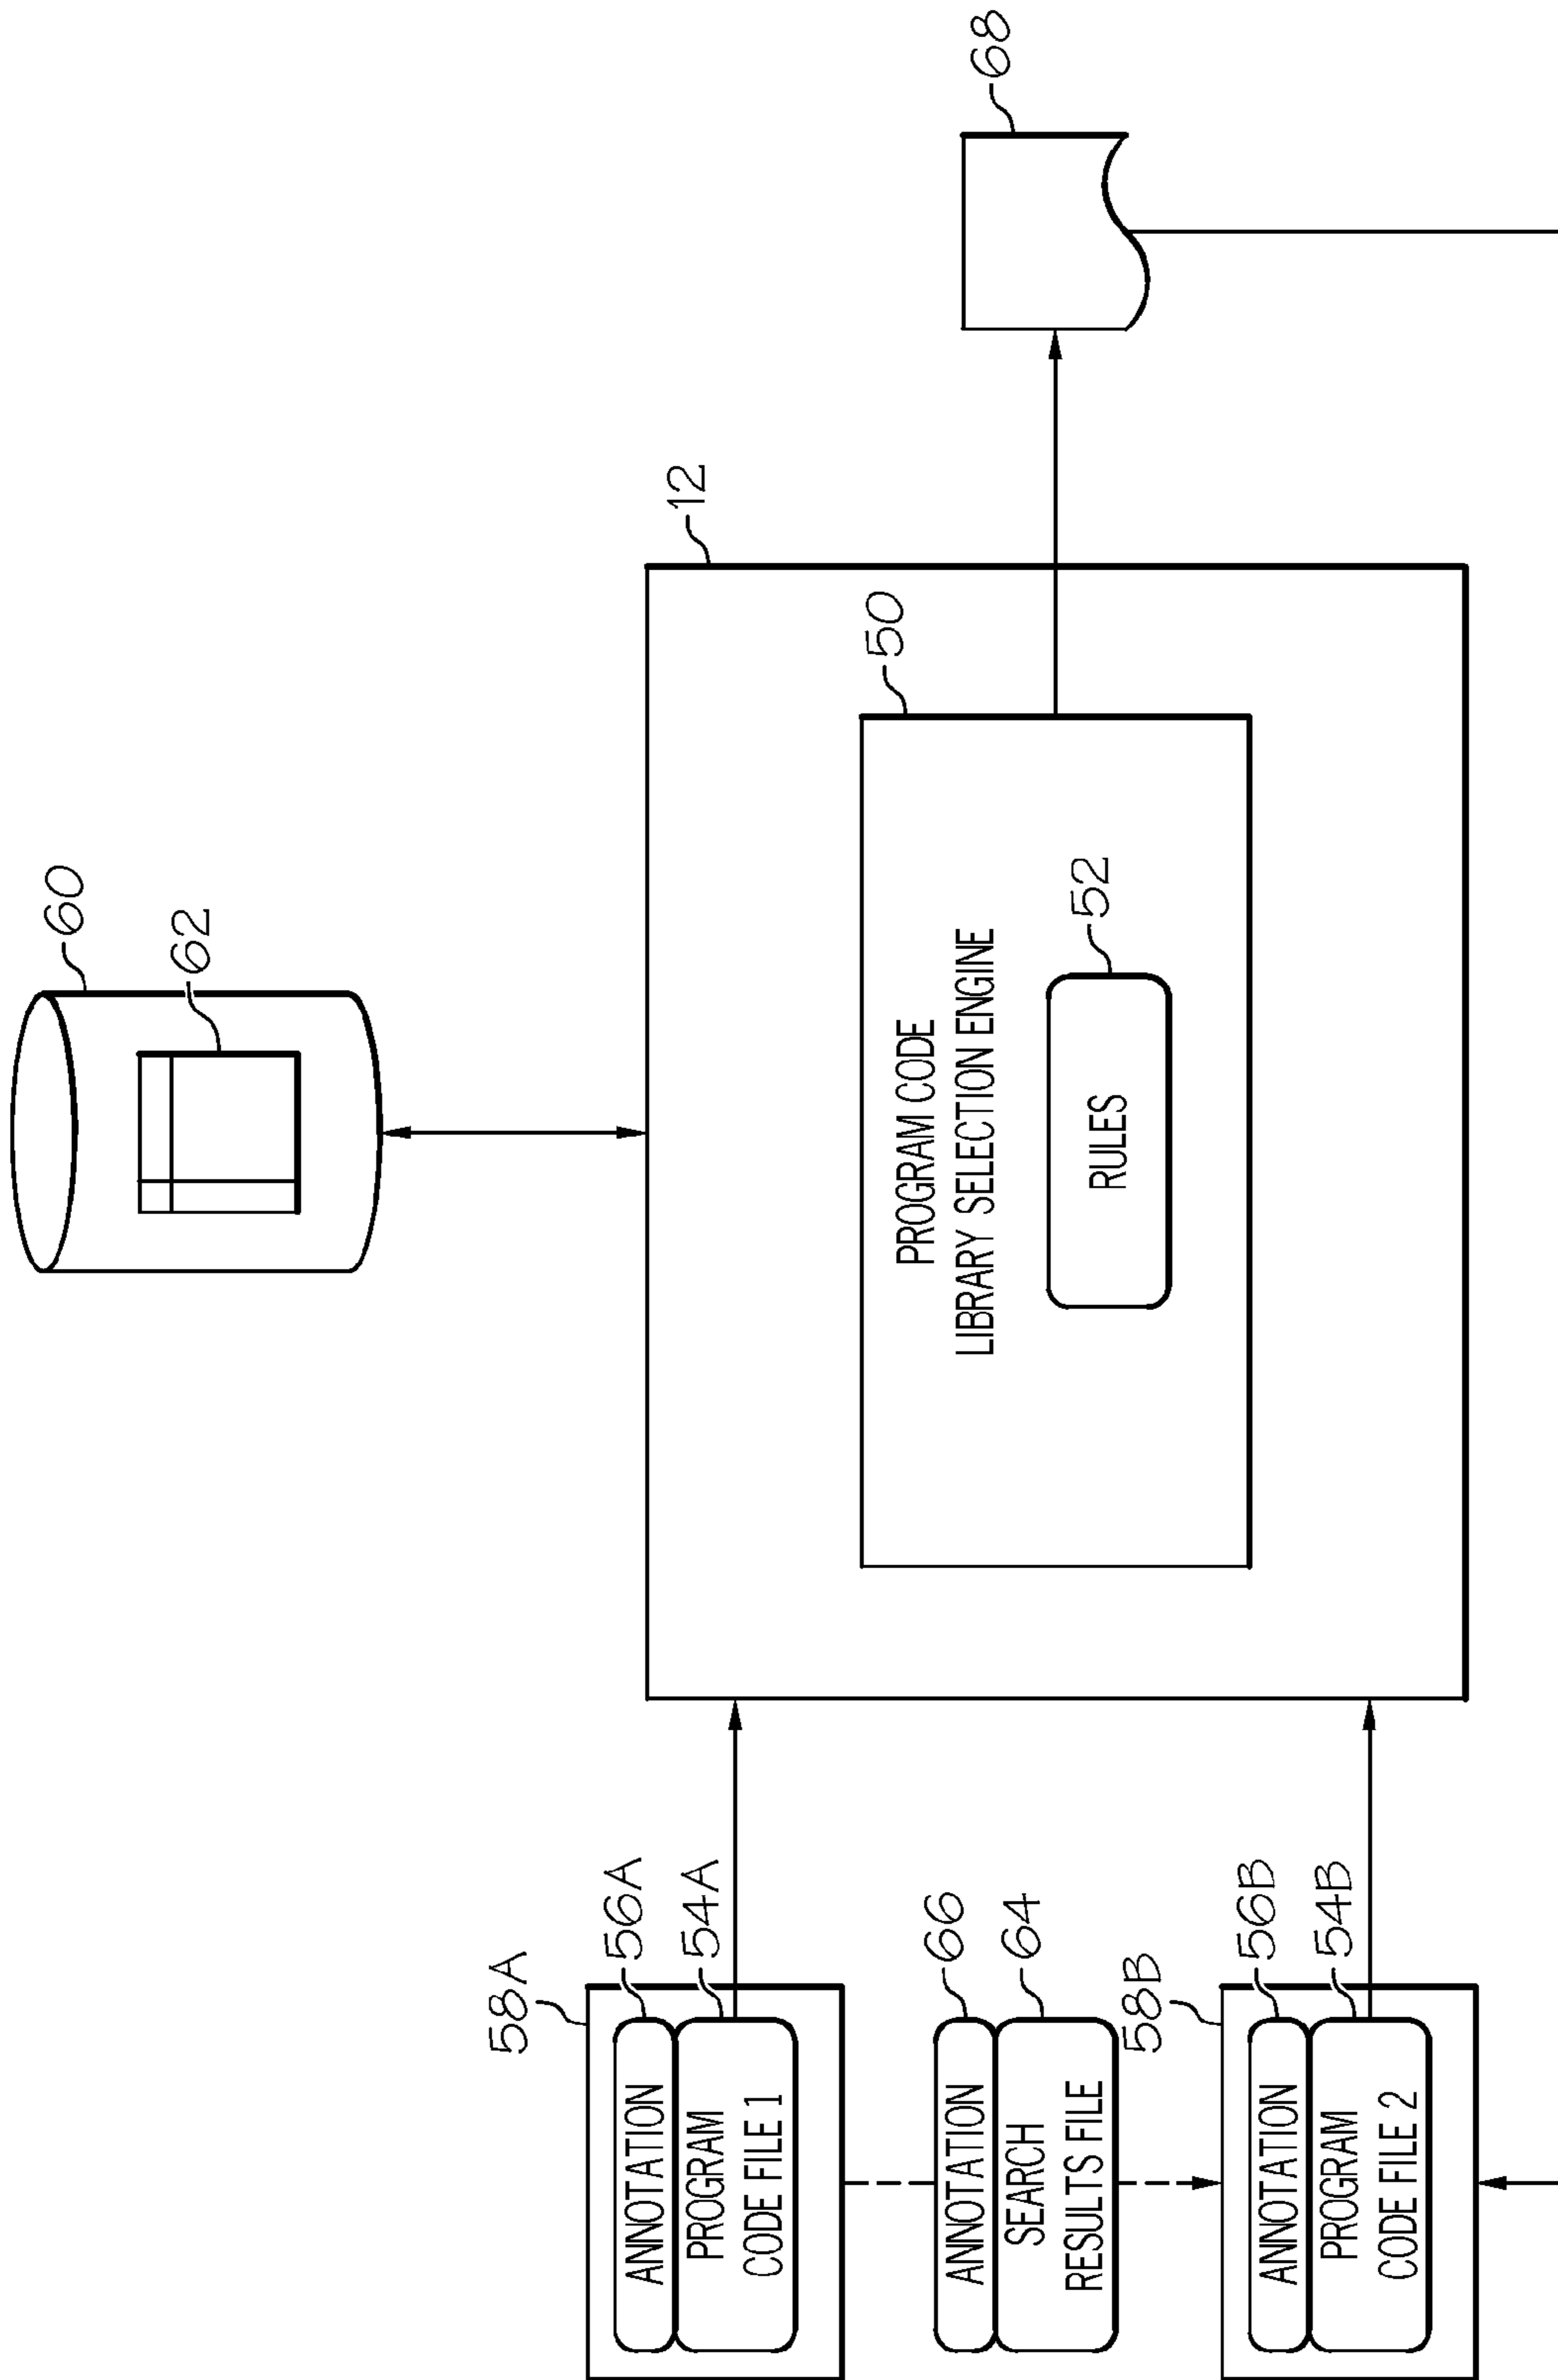 60
62
12
50
PROGRAM CODE
LIBRARY SELECTION ENGINE
52
RULES
68
58A
56A
ANNOTATION
54A
PROGRAM
CODE FILE 1
66
ANNOTATION
64
SEARCH
RESULTS FILE
58B
56B
ANNOTATION
54B
PROGRAM
CODE FILE 2